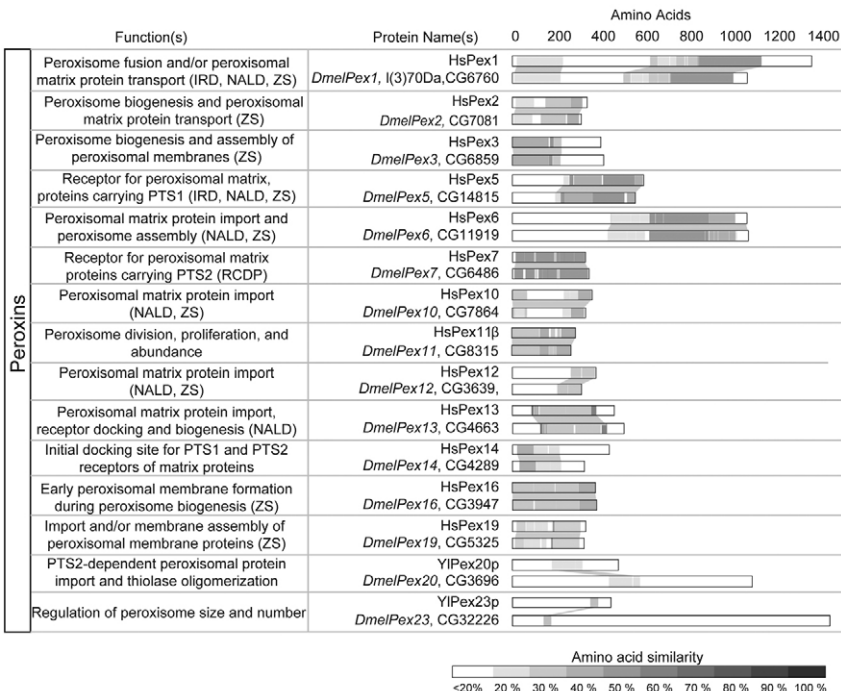 Amino Acids
Function(s) Protein Name(s) 0 200 400 600 800 1000 1400
Peroxins
Peroxisome fusion and/or peroxisomal HsPex1
matrix protein transport (IRD, NALD, ZS) DmelPex1, l(3)70Da,CG6760
Peroxisome biogenesis and peroxisomal HsPex2
matrix protein transport (ZS) DmelPex2, CG7081
Peroxisome biogenesis and assembly of HsPex3
peroxisomal membranes (ZS) DmelPex3, CG6859
Receptor for peroxisomal matrix, HsPex5
proteins carrying PTS1 (IRD, NALD, ZS) DmelPex5, CG14815
Peroxisomal matrix protein import and HsPex6
peroxisome assembly (NALD, ZS) DmelPex6, CG11919
Receptor for peroxisomal matrix HsPex7
proteins carrying PTS2 (RCDP) DmelPex7, CG6486
Peroxisomal matrix protein import HsPex10
(NALD, ZS) DmelPex10, CG7864
Peroxisome division, proliferation, and HsPex11β
abundance DmelPex11, CG8315
Peroxisomal matrix protein import HsPex12
(NALD, ZS) DmelPex12, CG3639,
Peroxisomal matrix protein import, HsPex13
receptor docking and biogenesis (NALD) DmelPex13, CG4663
Initial docking site for PTS1 and PTS2 HsPex14
receptors of matrix proteins DmelPex14, CG4289
Early peroxisomal membrane formation HsPex16
during peroxisome biogenesis (ZS) DmelPex16, CG3947
Import and/or membrane assembly of HsPex19
peroxisomal membrane proteins (ZS) DmelPex19, CG5325
PTS2-dependent peroxisomal protein YlPex20p
import and thiolase oligomerization DmelPex20, CG3696
Regulation of peroxisome size and number YlPex23p
DmelPex23, CG32226
Amino acid similarity
<20% 20 % 30 % 40 % 50 % 60 % 70 % 80 % 90 % 100 %